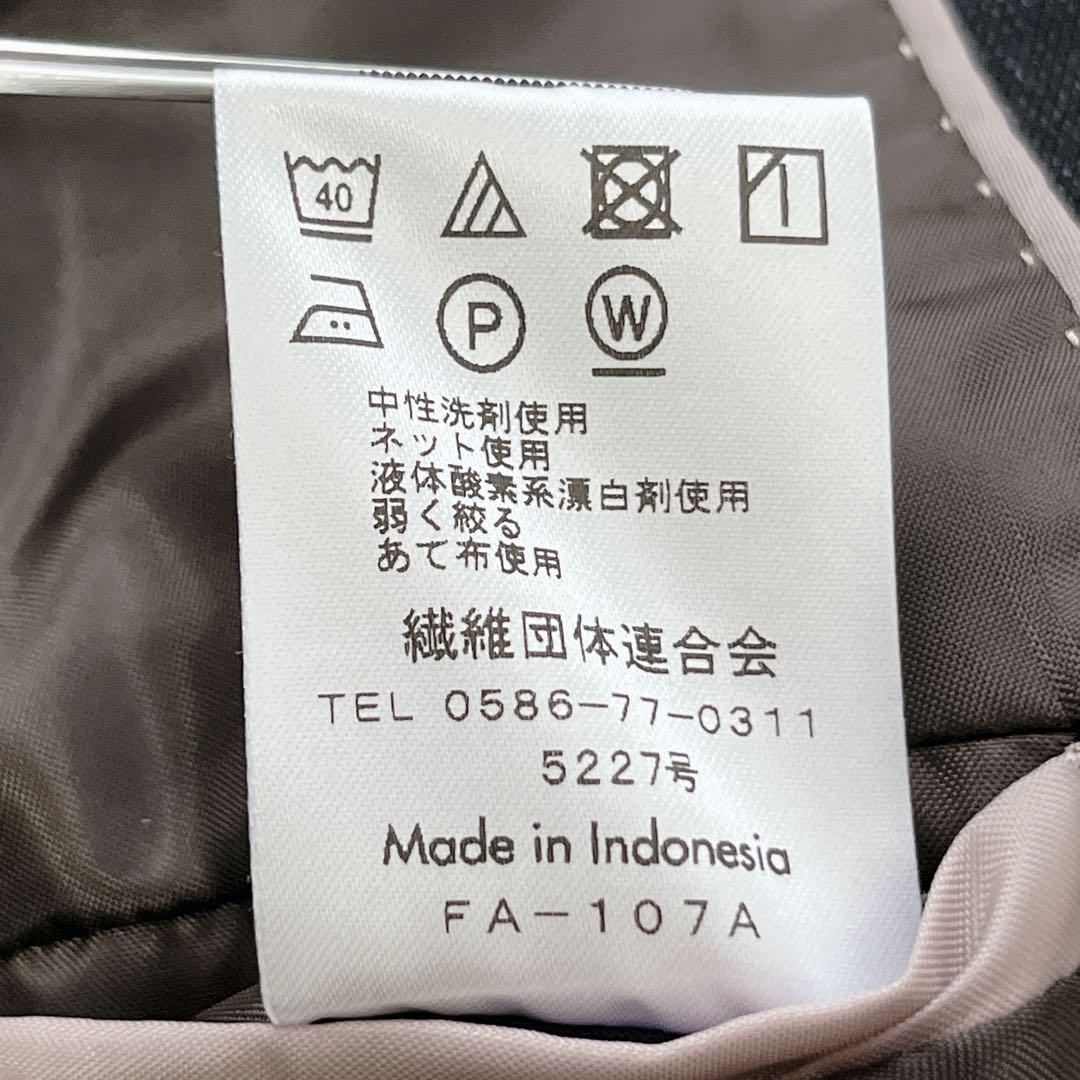 40
P W
中性洗剤使用
ネット使用
液体酸素系漂白剤使用
弱く絞る
あて布使用
繊維団体連合会
TEL 0586-77-0311
5227号
Made in Indonesia
FA-107A